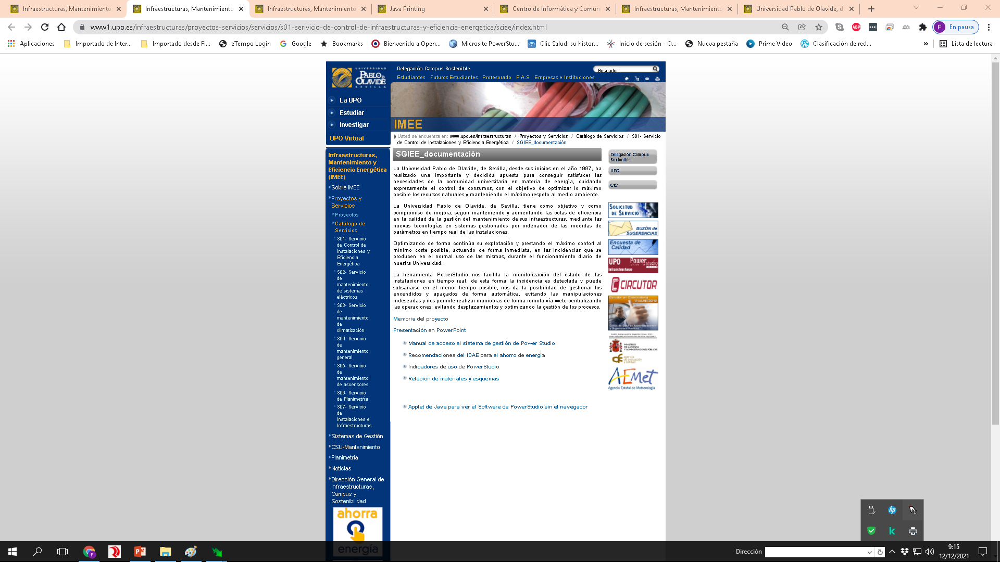 Infraestructuras, Mantenimiento
Infraestructuras, Mantenimiento
Infraestructuras, Mantenimiento
Java Printing
Centro de Informática y Comuni
Infraestructuras, Mantenimiento
Universidad Pablo de Olavide, de
www1.upo.es/infraestructuras/proyectos-servicios/servicios/s01-serivicio-de-control-de-infraestructuras-y-eficiencia-energetica/sciee/index.html
ABP
F En pausa
Aplicaciones
Importado de Inter...
Importado desde Fi...
eTempo Login
Google
Bookmarks
Bienvenido a Open...
Microsite PowerStu...
Clic Salud: su histor...
Inicio de sesión - O...
Nueva pestaña
Prime Video
Clasificación de red...
»
Lista de lectura
UNIVERSIDAD
PABLO DE
OLAVIDE
SEVILLA
Delegación Campus Sostenible
Buscador
Estudiantes Futuros Estudiantes Profesorado P.A.S Empresas e Instituciones
La UPO
Estudiar
Investigar
UPO Virtual
IMEE
Usted se encuentra en: www.upo.es/infraestructuras / Proyectos y Servicios / Catálogo de Servicios / S01- Servicio
de Control de Instalaciones y Eficiencia Energética / SGIEE_documentación
Infraestructuras,
Mantenimiento y
Eficiencia Energética
(IMEE)
Sobre IMEE
Proyectos y
Servicios
Proyectos
Catálogo de
Servicios
S01- Servicio
de Control de
Instalaciones y
Eficiencia
Energética
S02- Servicio
de
mantenimiento
de sistemas
eléctricos
S03- Servicio
de
mantenimiento
de
climatización
S04- Servicio
de
mantenimiento
general
S05- Servicio
de
mantenimiento
de ascensores
S06- Servicio
de Planimetría
S07- Servicio
de
Instalaciones e
Infraestructuras
Sistemas de Gestión
CSU-Mantenimiento
Planimetria
Noticias
Dirección General de
Infraestructuras,
Campus y
Sostenibilidad
ahorra
energía
SGIEE_documentación
La Universidad Pablo de Olavide, de Sevilla, desde sus inicios en el año 1997, ha
realizado una importante y decidida apuesta para conseguir satisfacer las
necesidades de la comunidad universitaria en materia de energía, cuidando
expresamente el control de consumos, con el objetivo de optimizar lo máximo
posible los recursos naturales y manteniendo el máximo respeto al medio ambiente.
La Universidad Pablo de Olavide, de Sevilla, tiene como objetivo y como
compromiso de mejora, seguir manteniendo y aumentando las cotas de eficiencia
en la calidad de la gestión del mantenimiento de sus infraestructuras, mediante las
nuevas tecnologías en sistemas gestionados por ordenador de las medidas de
parámetros en tiempo real de las instalaciones.
Optimizando de forma continúa su explotación y prestando el máximo confort al
mínimo coste posible, actuando de forma inmediata, en las incidencias que se
producen en el normal uso de las mismas, durante el funcionamiento diario de
nuestra Universidad.
La herramienta PowerStudio nos facilita la monitorización del estado de las
instalaciones en tiempo real, de esta forma la incidencia es detectada y puede
subsanarse en el menor tiempo posible, nos da la posibilidad de gestionar los
encendidos y apagados de forma automática, evitando las manipulaciones
indeseadas y nos permite realizar maniobras de forma remota vía web, centralizando
las operaciones, evitando desplazamientos y optimizando la gestión de los procesos.
Memoria del proyecto
Presentación en PowerPoint
Manual de acceso al sistema de gestión de Power Studio.
Recomendaciones del IDAE para el ahorro de energía
Indicadores de uso de PowerStudio
Relacion de materiales y esquemas
Applet de Java para ver el Software de PowerStudio sin el navegador
Delegación Campus
Sostenible
UPO
CIC
SOLICITUD
DE SERVICIO
BUZÓN de
SUGERENCIAS
Encuesta de
Calidad
UPO Power
studio
Infraestructuras
CIRCUTOR
MINISTERIO
DE HACIENDA
Y ADMINISTRACIONES PÚBLICAS
agencia
de evaluación
y calidad
AEMet
Agencia Estatal de Meteorología
hp
k
Dirección
9:15
12/12/2021